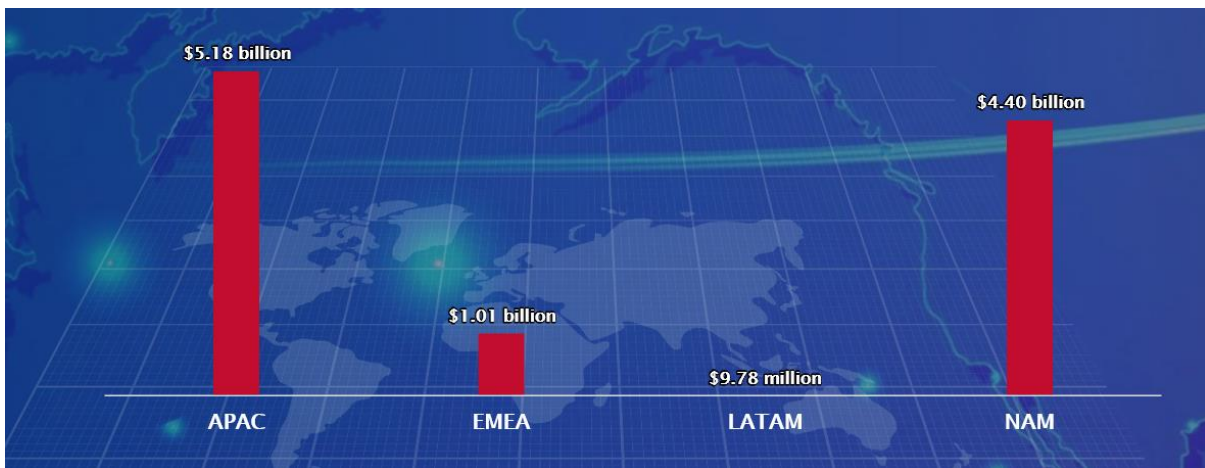 $5.18 billion
$4.40 billion
$1.01 billion
$9.78 million
APAC
EMEA
LATAM
NAM